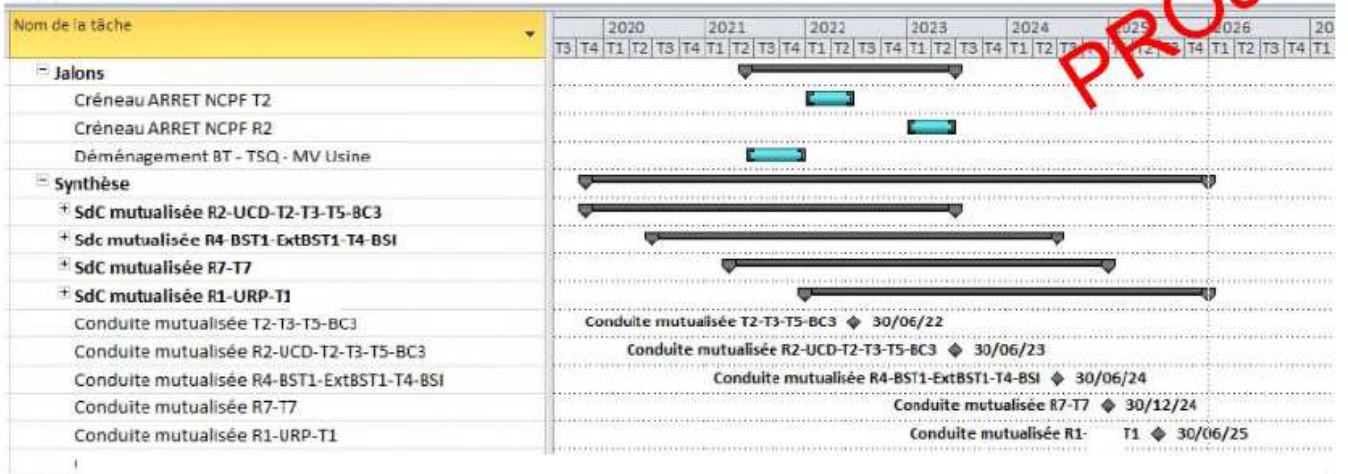 Nom de la tâche
2020 2021 2022 2023 2024 2025 2026 20
T3 T4 T1 T2 T3 T4 T1 T2 T3 T4 T1 T2 T3 T4 T1 T2 T3 T4 T1 T2 T3 T4 T1 T2 T3 T4 T1
Jalons
Créneau ARRET NCPF T2
Créneau ARRET NCPF R2
Déménagement BT - TSQ - MV Usine
Synthèse
SdC mutualisée R2-UCD-T2-T3-T5-BC3
Sdc mutualisée R4-BST1-ExtBST1-T4-BSI
SdC mutualisée R7-T7
SdC mutualisée R1-URP-T1
Conduite mutualisée T2-T3-T5-BC3 Conduite mutualisée T2-T3-T5-BC3 30/06/22
Conduite mutualisée R2-UCD-T2-T3-T5-BC3 Conduite mutualisée R2-UCD-T2-T3-T5-BC3 30/06/23
Conduite mutualisée R4-BST1-ExtBST1-T4-BSI Conduite mutualisée R4-BST1-ExtBST1-T4-BSI 30/06/24
Conduite mutualisée R7-T7 Conduite mutualisée R7-T7 30/12/24
Conduite mutualisée R1-URP-T1 Conduite mutualisée R1- T1 30/06/25